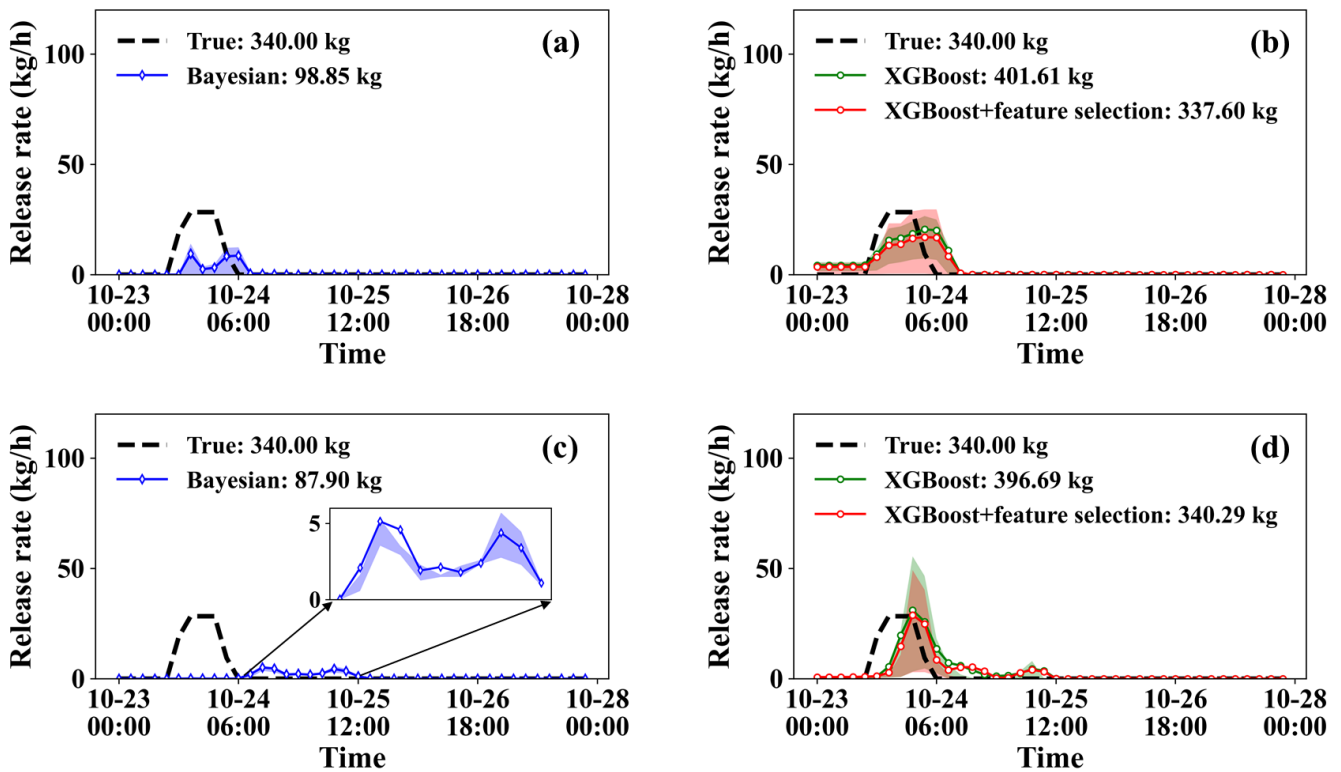 Release rate (kg/h)
100
50
0
True: 340.00 kg
Bayesian: 98.85 kg
(a)
10-23 10-24 10-25 10-26 10-28
00:00 06:00 12:00 18:00 00:00
Time
Release rate (kg/h)
100
50
0
True: 340.00 kg
XGBoost: 401.61 kg
XGBoost+feature selection: 337.60 kg
(b)
10-23 10-24 10-25 10-26 10-28
00:00 06:00 12:00 18:00 00:00
Time
Release rate (kg/h)
100
50
0
True: 340.00 kg
Bayesian: 87.90 kg
(c)
5
0
10-23 10-24 10-25 10-26 10-28
00:00 06:00 12:00 18:00 00:00
Time
Release rate (kg/h)
100
50
0
True: 340.00 kg
XGBoost: 396.69 kg
XGBoost+feature selection: 340.29 kg
(d)
10-23 10-24 10-25 10-26 10-28
00:00 06:00 12:00 18:00 00:00
Time